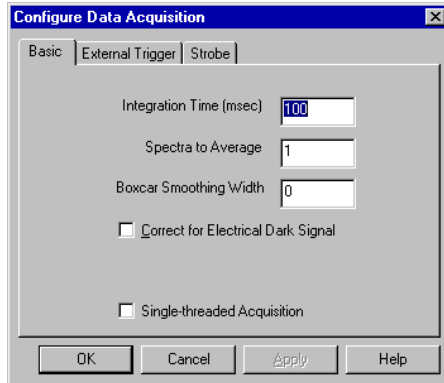 Configure Data Acquisition
Basic External Trigger Strobe
Integration Time (msec) 100
Spectra to Average 1
Boxcar Smoothing Width 0
Correct for Electrical Dark Signal
Single-threaded Acquisition
OK Cancel Apply Help